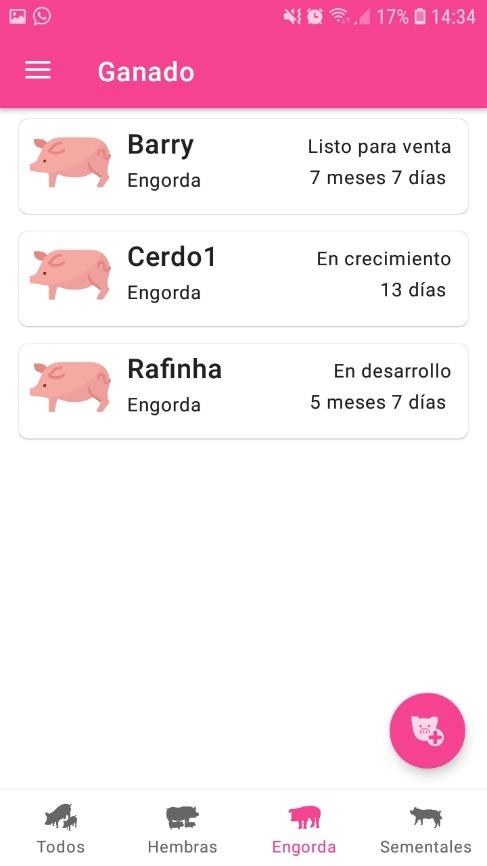 17% 14:34
Ganado
Barry
Listo para venta
Engorda
7 meses 7 días
Cerdo1
En crecimiento
Engorda
13 días
Rafinha
En desarrollo
Engorda
5 meses 7 días
Todos
Hembras
Engorda
Sementales